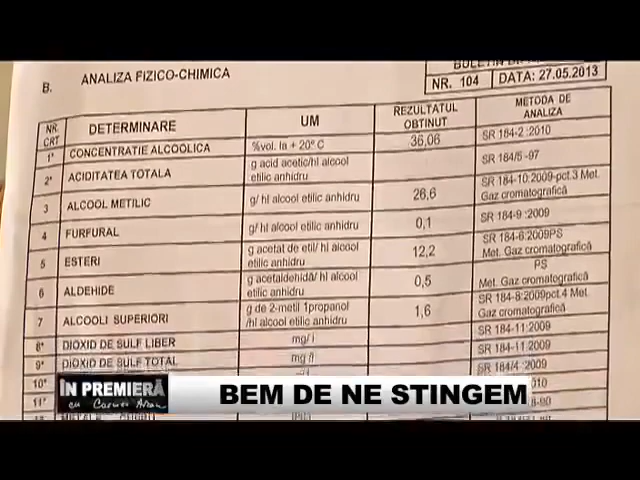 B. ANALIZA FIZICO-CHIMICA
NR. 104 DATA: 27.05.2013
NR. CRT DETERMINARE UM REZULTATUL OBTINUT METODA DE ANALIZA
1* CONCENTRATIE ALCOOLICA %vol. In + 20° C 36,06 SR 184-2 :2010
2* ACIDITATEA TOTALA g acid acetic/hl alcool etilic anhidru SR 184/5 -97
3 ALCOOL METILIC g/ hl alcool etilic anhidru 26,6 SR 184-10:2009-pct.3 Met. Gaz cromatografica
4 FURFURAL g/ hl alcool etilic anhidru 0,1 SR 184-9 :2009
5 ESTERI g acetat de etil/ hl alcool etilic anhidru 12,2 SR 184-6:2009PS Met. Gaz cromatografică
6 ALDEHIDE g acetaldehidă/ hl alcool etilic anhidru 0,5 PS Met. Gaz cromatografică
7 ALCOOLI SUPERIORI g de 2-metil 1propanol /hl alcool etilic anhidru 1,6 SR 184-8:2009pct.4 Met. Gaz cromatografică
8* DIOXID DE SULF LIBER mg/ l SR 184-11:2009
9* DIOXID DE SULF TOTAL mg /l SR 184-11:2009
10* SR 184/4 :2009
11*
ÎN PREMIERĂ
cu Carmen Avram
BEM DE NE STINGEM